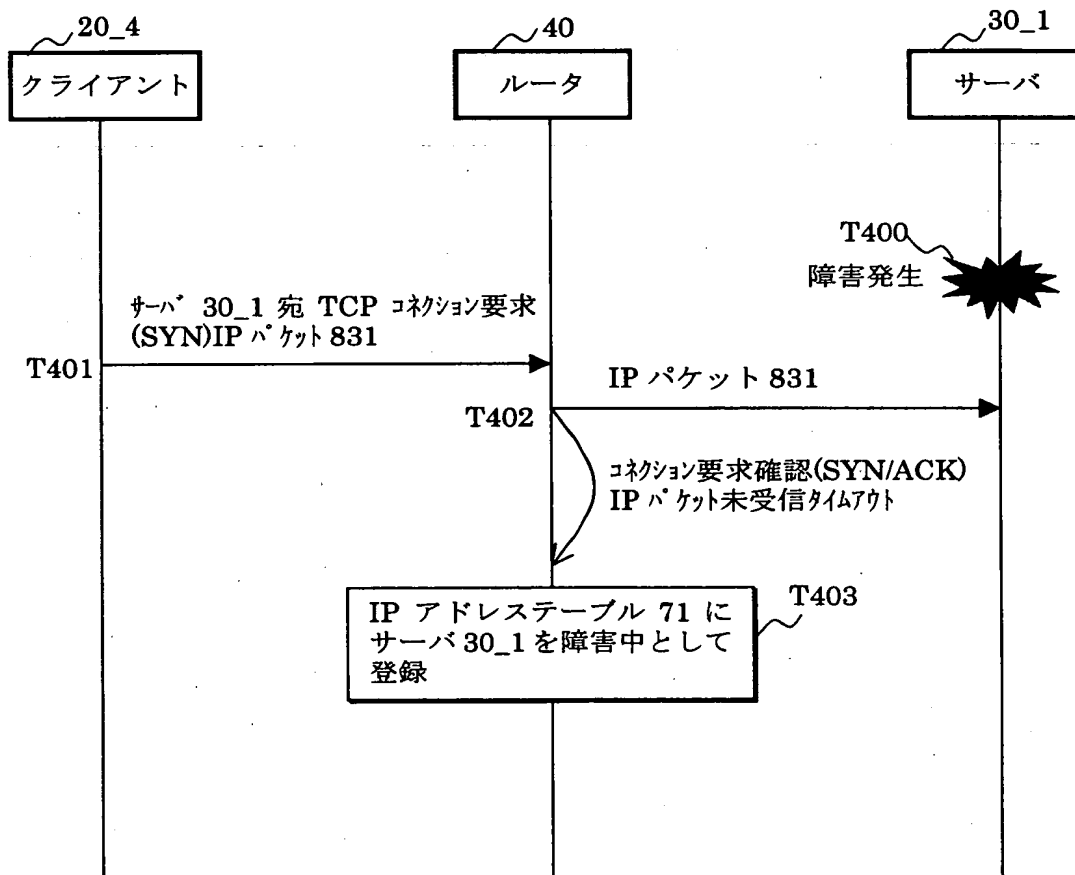 20_4
40
30_1
クライアント
ルータ
サーバ
T400
障害発生
サーバ 30_1 宛 TCP コネクション要求
(SYN)IP パケット 831
T401
IP パケット 831
T402
コネクション要求確認(SYN/ACK)
IP パケット未受信タイムアウト
T403
IP アドレステーブル 71 に
サーバ 30_1 を障害中として
登録